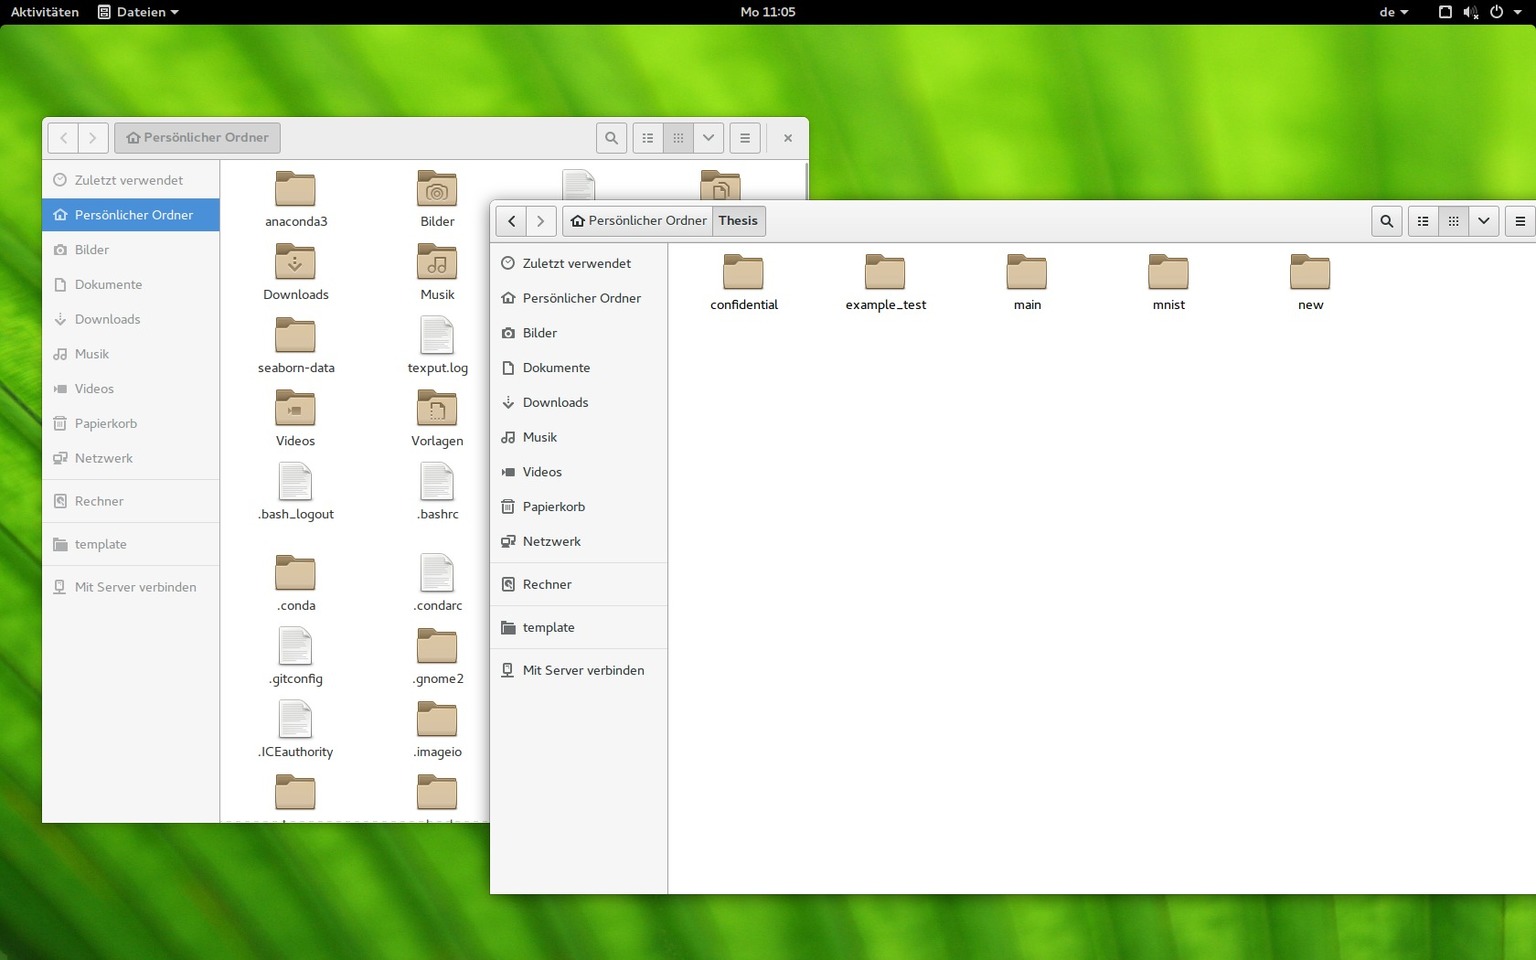 Aktivitäten
Dateien
Mo 11:05
de
Persönlicher Ordner
Zuletzt verwendet
Persönlicher Ordner
Bilder
Dokumente
Downloads
Musik
Videos
Papierkorb
Netzwerk
Rechner
template
Mit Server verbinden
anaconda3
Bilder
Downloads
Musik
seaborn-data
texput.log
Videos
Vorlagen
.bash_logout
.bashrc
.conda
.condarc
.gitconfig
.gnome2
.ICEauthority
.imageio
Persönlicher Ordner
Thesis
Zuletzt verwendet
Persönlicher Ordner
Bilder
Dokumente
Downloads
Musik
Videos
Papierkorb
Netzwerk
Rechner
template
Mit Server verbinden
confidential
example_test
main
mnist
new